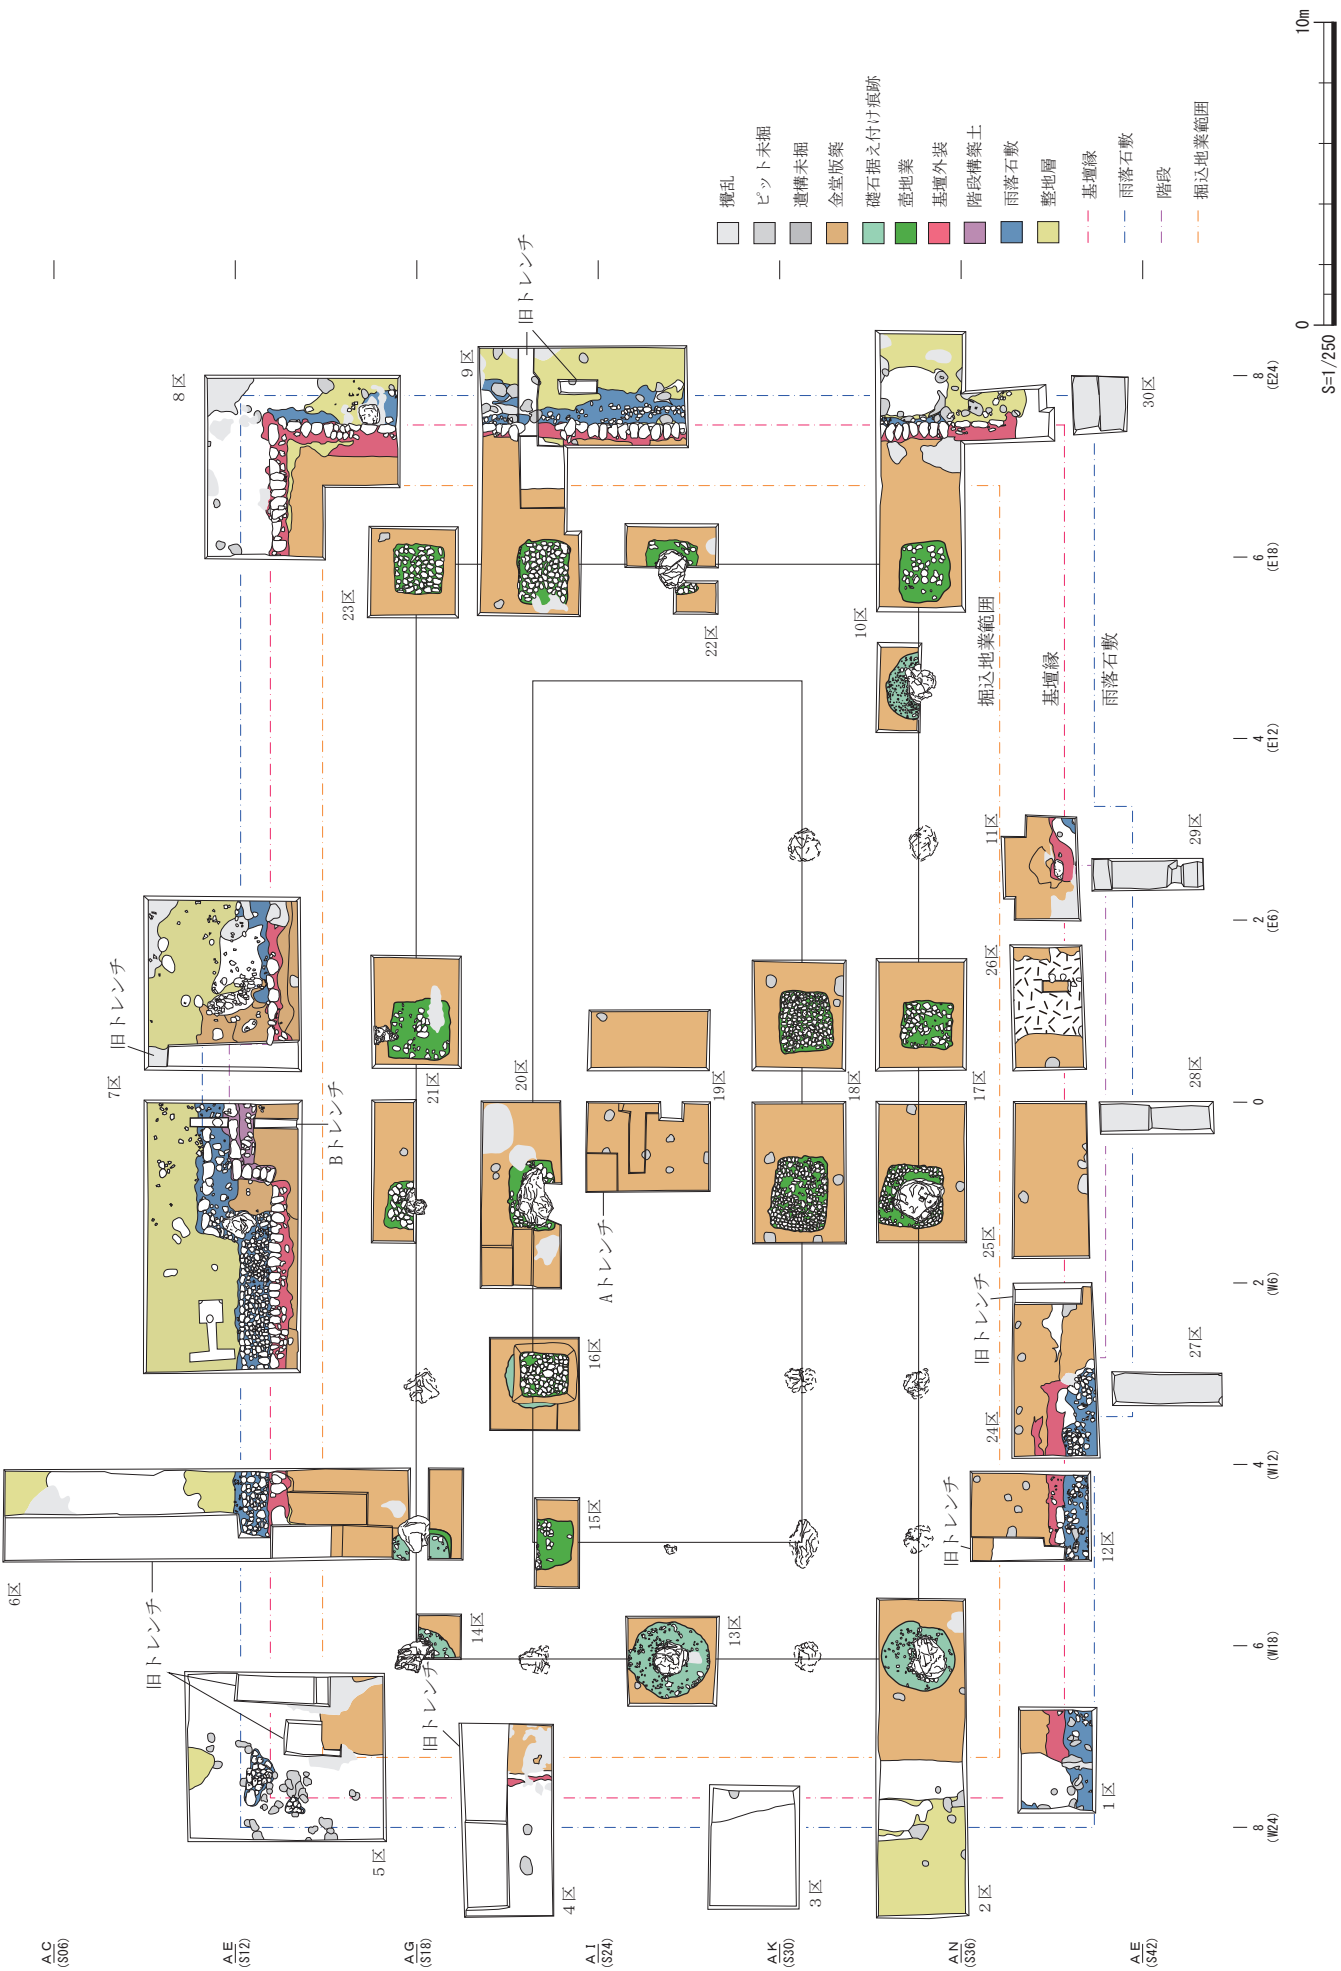 10m
0
S=1/250
攪乱
ピット未掘
遺構未掘
金堂版築
礎石据え付け痕跡
壺地業
基壇外装
階段構築土
雨落石敷
整地層
基壇縁
雨落石敷
階段
掘込地業範囲
旧トレンチ
8区
9区
30区
8
(E24)
6
(E18)
23区
22区
10区
掘込地業範囲
基壇縁
雨落石敷
4
(E12)
11区
29区
2
(E6)
旧トレンチ
7区
26区
21区
20区
19区
18区
17区
28区
0
Bトレンチ
Aトレンチ
25区
旧トレンチ
2
(W6)
16区
24区
27区
4
(W12)
6区
15区
旧トレンチ
12区
旧トレンチ
14区
13区
6
(W18)
旧トレンチ
5区
4区
3区
2区
1区
8
(W24)
AC
(S06)
AE
(S12)
AG
(S18)
AI
(S24)
AK
(S30)
AN
(S36)
AE
(S42)